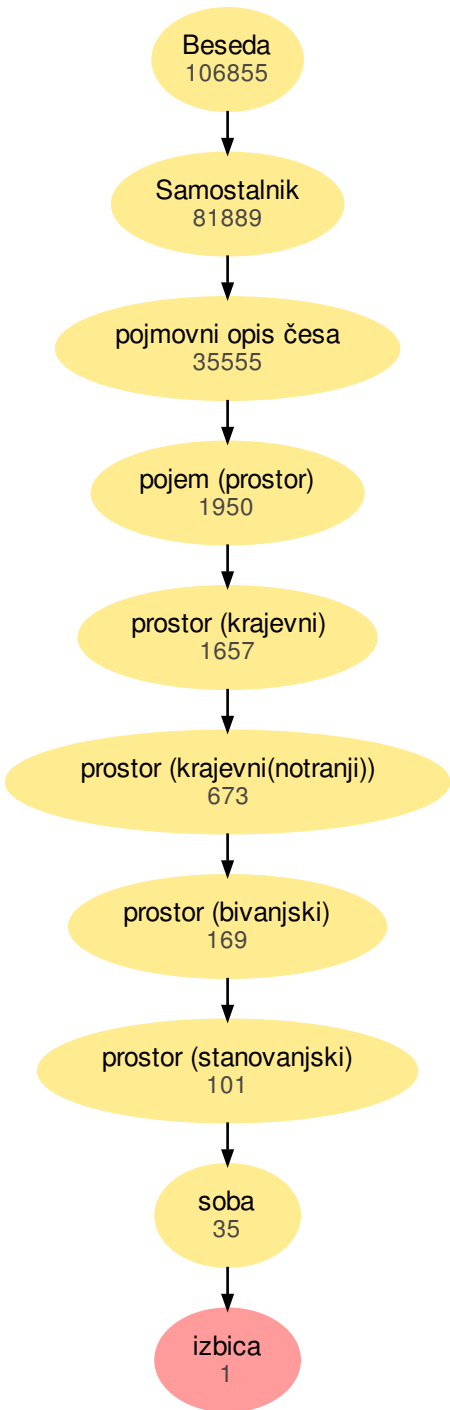 Beseda
106855
Samostalnik
81889
pojmovni opis česa
35555
pojem (prostor)
1950
prostor (krajevni)
1657
prostor (krajevni(notranji))
673
prostor (bivanjski)
169
prostor (stanovanjski)
101
soba
35
izbica
1